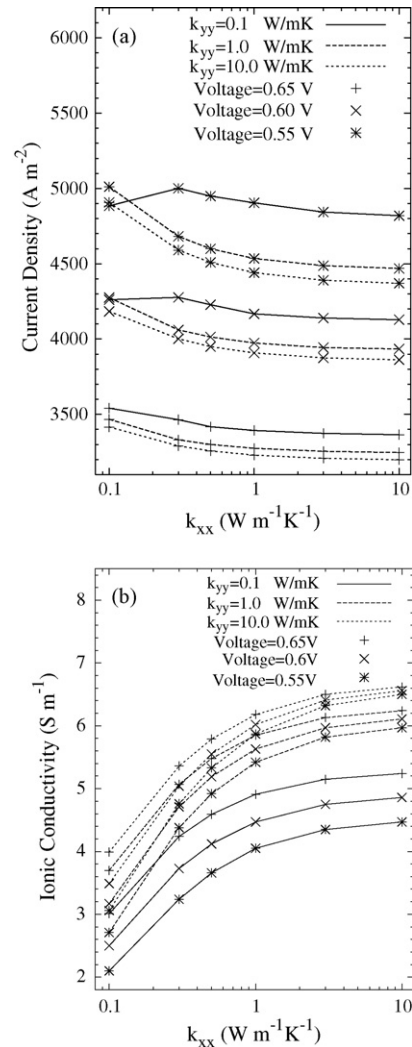 (a)
k_yy=0.1 W/mK
k_yy=1.0 W/mK
k_yy=10.0 W/mK
Voltage=0.65 V
Voltage=0.60 V
Voltage=0.55 V
6000
5500
5000
4500
4000
3500
Current Density (A m⁻²)
0.1 1 10
k_xx (W m⁻¹K⁻¹)
(b)
k_yy=0.1 W/mK
k_yy=1.0 W/mK
k_yy=10.0 W/mK
Voltage=0.65V
Voltage=0.6V
Voltage=0.55V
8
7
6
5
4
3
2
Ionic Conductivity (S m⁻¹)
0.1 1 10
k_xx (W m⁻¹K⁻¹)